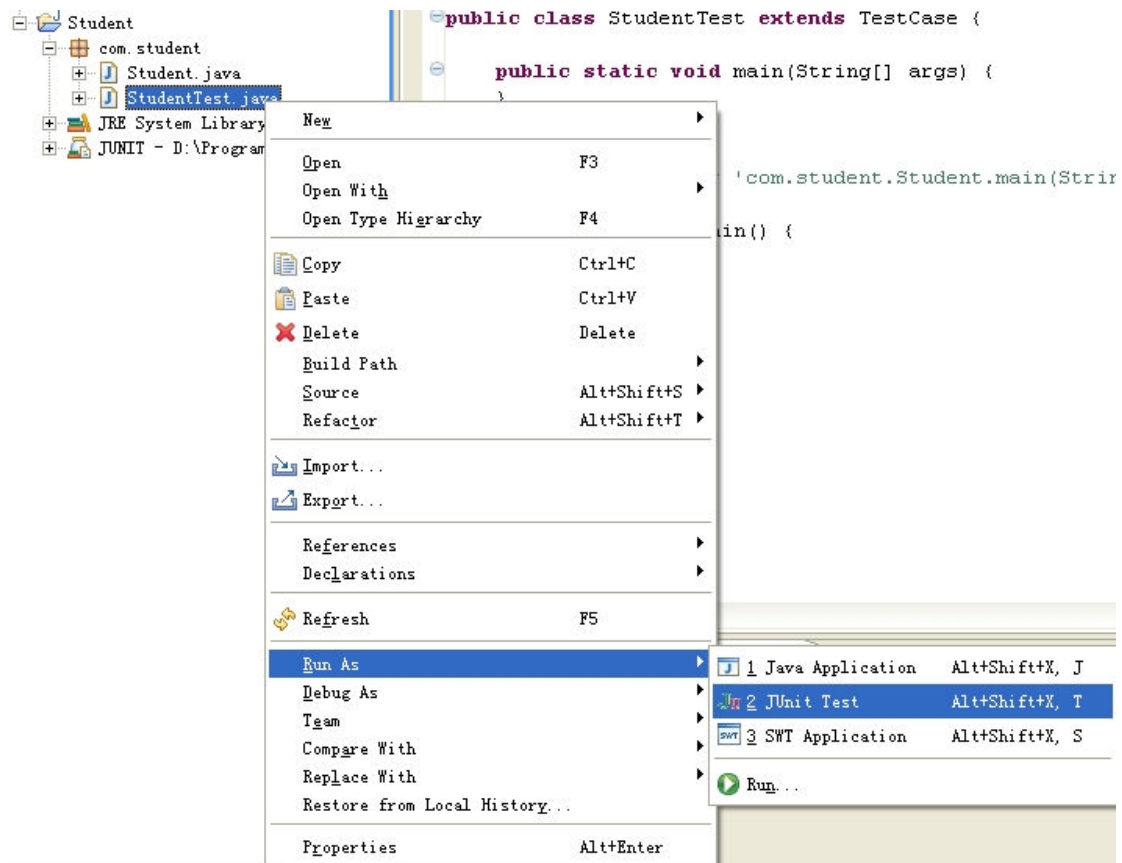 Student
com.student
Student.java
StudentTest.java
JRE System Library
JUNIT - D:\Program
public class StudentTest extends TestCase {
public static void main(String[] args) {
}
'com.student.Student.main(Strin
ain() {
New
Open F3
Open With
Open Type Hierarchy F4
Copy Ctrl+C
Paste Ctrl+V
Delete Delete
Build Path
Source Alt+Shift+S
Refactor Alt+Shift+T
Import...
Export...
References
Declarations
Refresh F5
Run As
Debug As
Team
Compare With
Replace With
Restore from Local History...
Properties Alt+Enter
1 Java Application Alt+Shift+X, J
2 JUnit Test Alt+Shift+X, T
3 SWT Application Alt+Shift+X, S
Run...